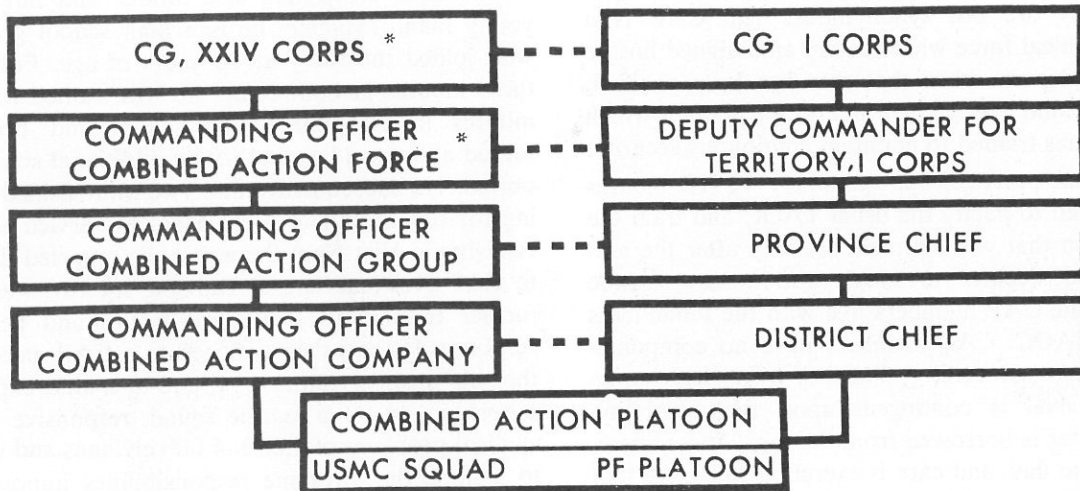 CG, XXIV CORPS *
CG I CORPS
COMMANDING OFFICER *
COMBINED ACTION FORCE
DEPUTY COMMANDER FOR
TERRITORY, I CORPS
COMMANDING OFFICER
COMBINED ACTION GROUP
PROVINCE CHIEF
COMMANDING OFFICER
COMBINED ACTION COMPANY
DISTRICT CHIEF
COMBINED ACTION PLATOON
USMC SQUAD PF PLATOON